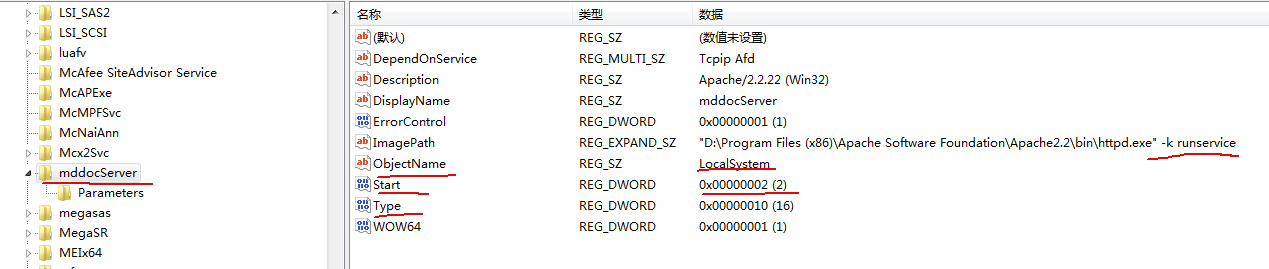 LSI_SAS2
LSI_SCSI
luafv
McAfee SiteAdvisor Service
McAPExe
McMPFSvc
McNaiAnn
Mcx2Svc
mddocServer
Parameters
megasas
MegaSR
MEIx64
名称 类型 数据
(默认) REG_SZ (数值未设置)
DependOnService REG_MULTI_SZ Tcpip Afd
Description REG_SZ Apache/2.2.22 (Win32)
DisplayName REG_SZ mddocServer
ErrorControl REG_DWORD 0x00000001 (1)
ImagePath REG_EXPAND_SZ "D:\Program Files (x86)\Apache Software Foundation\Apache2.2\bin\httpd.exe" -k runservice
ObjectName REG_SZ LocalSystem
Start REG_DWORD 0x00000002 (2)
Type REG_DWORD 0x00000010 (16)
WOW64 REG_DWORD 0x00000001 (1)